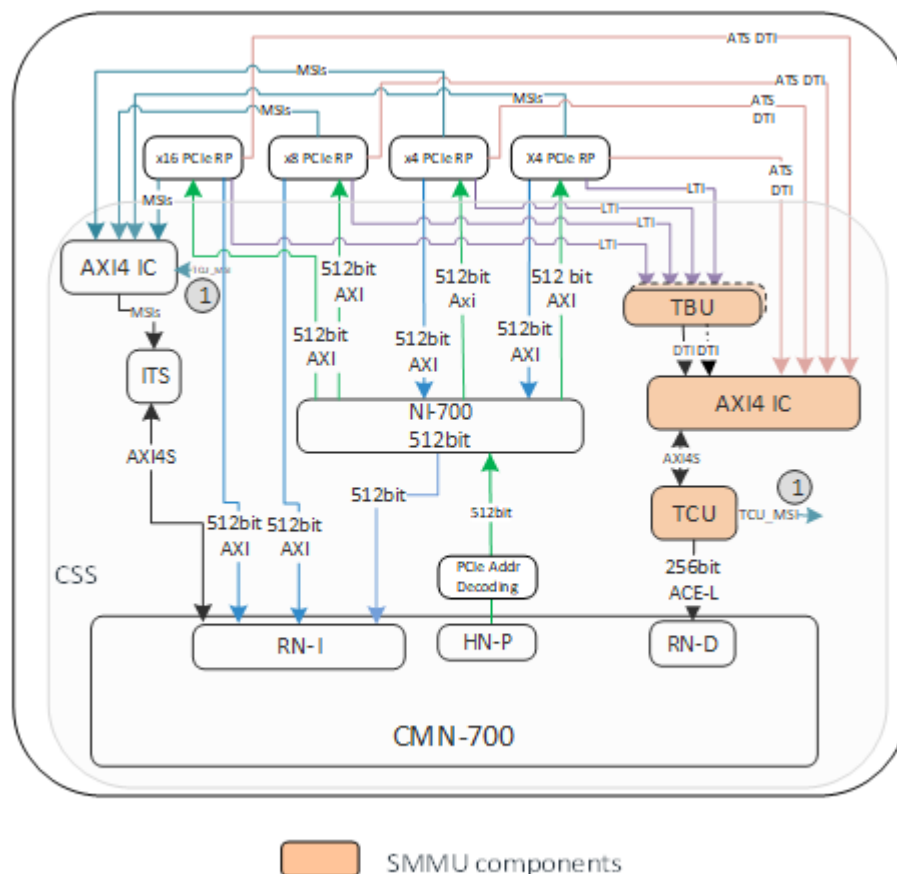 ATS DTI
MSIs
ATS DTI
MSIs
ATS
DTI
x16 PCIe RP
x8 PCIe RP
x4 PCIe RP
X4 PCIe RP
ATS
DTI
MSIs
LTI
LTI
LTI
LTI
AXI4 IC
TCU_MSI
1
512bit
AXI
512bit
Axi
512 bit
AXI
TBU
MSIs
512bit
AXI
512bit
AXI
512bit
AXI
DTI
DTI
ITS
NI-700
512bit
AXI4 IC
AXI4S
AXI4S
512bit
512bit
1
TCU
TCU_MSI
512bit
AXI
512bit
AXI
CSS
PCIe Addr
Decoding
256bit
ACE-L
RN-I
HN-P
RN-D
CMN-700
SMMU components